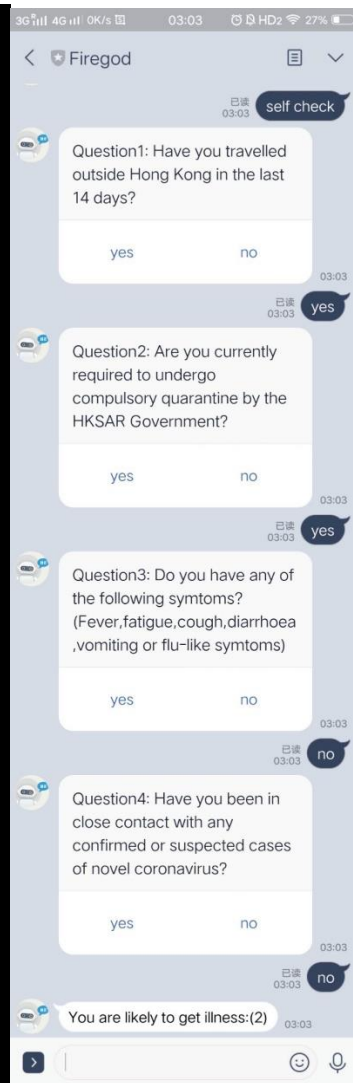 3G 4G 0K/s 03:03 HD2 27%
Firegod
已读
03:03
self check
Question1: Have you travelled
outside Hong Kong in the last
14 days?
yes no
03:03
已读
03:03
yes
Question2: Are you currently
required to undergo
compulsory quarantine by the
HKSAR Government?
yes no
03:03
已读
03:03
yes
Question3: Do you have any of
the following symtoms?
(Fever,fatigue,cough,diarrhoea
,vomiting or flu-like symtoms)
yes no
03:03
已读
03:03
no
Question4: Have you been in
close contact with any
confirmed or suspected cases
of novel coronavirus?
yes no
03:03
已读
03:03
no
You are likely to get illness:(2)
03:03